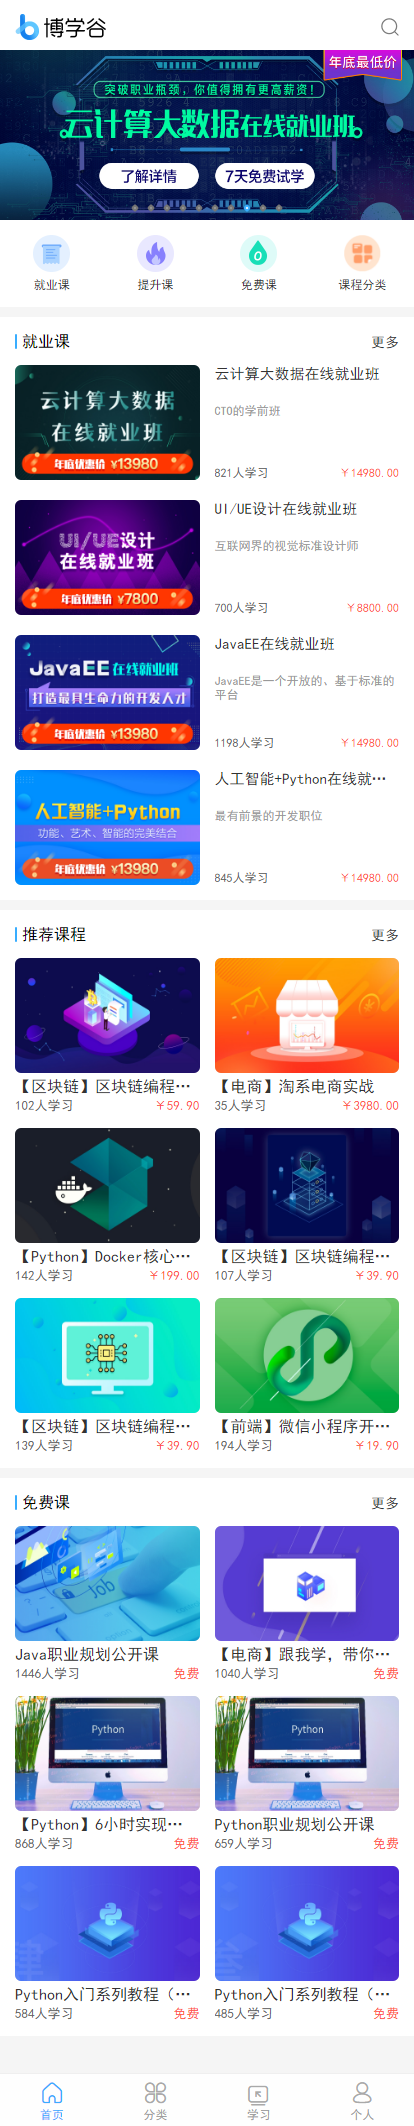 博学谷
年底最低价
突破职业瓶颈，你值得拥有更高薪资！
云计算大数据在线就业班
了解详情
7天免费试学
就业课
提升课
免费课
课程分类
就业课
更多
云计算大数据
在线就业班
年底优惠价 ¥13980
云计算大数据在线就业班
CTO的学前班
821人学习
￥14980.00
UI/UE设计
在线就业班
年底优惠价 ¥7800
UI/UE设计在线就业班
互联网界的视觉标准设计师
700人学习
￥8800.00
JavaEE在线就业班
打造最具生命力的开发人才
年底优惠价 ¥13980
JavaEE在线就业班
JavaEE是一个开放的、基于标准的
平台
1198人学习
￥14980.00
人工智能+Python
功能、艺术、智能的完美结合
年底优惠价 ¥13980
人工智能+Python在线就…
最有前景的开发职位
845人学习
￥14980.00
推荐课程
更多
【区块链】区块链编程…
102人学习
￥59.90
【电商】淘系电商实战
35人学习
￥3980.00
【Python】Docker核心…
142人学习
￥199.00
【区块链】区块链编程…
107人学习
￥39.90
【区块链】区块链编程…
139人学习
￥39.90
【前端】微信小程序开…
194人学习
￥19.90
免费课
更多
Job
Java职业规划公开课
1446人学习
免费
【电商】跟我学，带你…
1040人学习
免费
Python
【Python】6小时实现…
868人学习
免费
Python
Python职业规划公开课
659人学习
免费
Python入门系列教程（…
584人学习
免费
Python入门系列教程（…
485人学习
免费
首页
分类
学习
个人